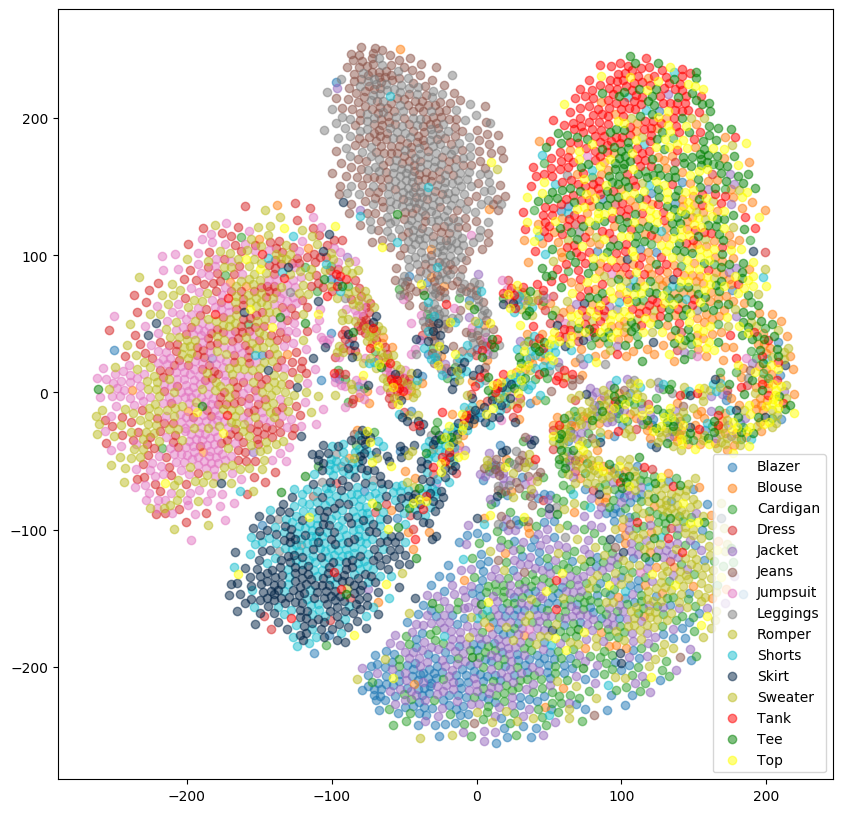 200
100
0
−100
−200
−200
−100
0
100
200
Blazer
Blouse
Cardigan
Dress
Jacket
Jeans
Jumpsuit
Leggings
Romper
Shorts
Skirt
Sweater
Tank
Tee
Top